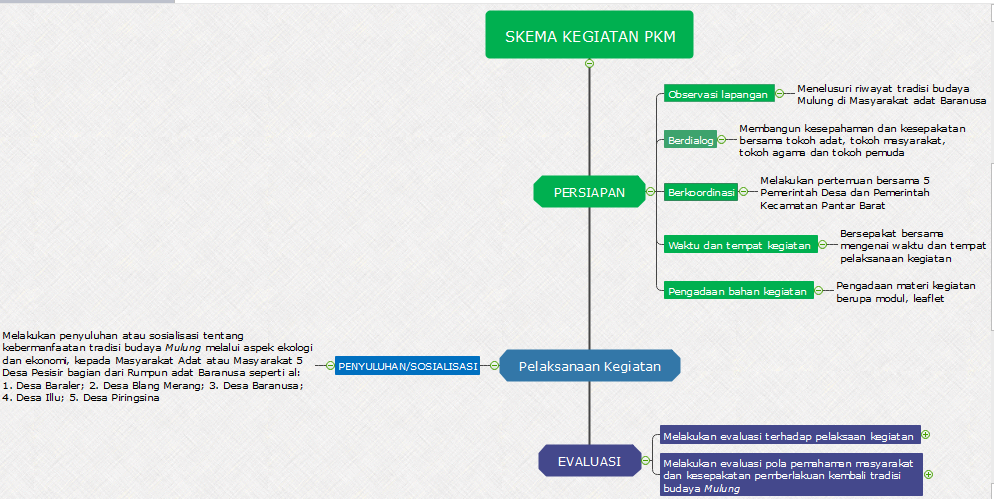 SKEMA KEGIATAN PKM
PERSIAPAN
Observasi lapangan
Menelusuri riwayat tradisi budaya
Mulung di Masyarakat adat Baranusa
Berdialog
Membangun kesepahaman dan kesepakatan
bersama tokoh adat, tokoh masyarakat,
tokoh agama dan tokoh pemuda
Berkoordinasi
Melakukan pertemuan bersama 5
Pemerintah Desa dan Pemerintah
Kecamatan Pantar Barat
Waktu dan tempat kegiatan
Bersepakat bersama
mengenai waktu dan tempat
pelaksanaan kegiatan
Pengadaan bahan kegiatan
Pengadaan materi kegiatan
berupa modul, leaflet
Pelaksanaan Kegiatan
PENYULUHAN/SOSIALISASI
Melakukan penyuluhan atau sosialisasi tentang
kebermanfaatan tradisi budaya Mulung melalui aspek ekologi
dan ekonomi, kepada Masyarakat Adat atau Masyarakat 5
Desa Pesisir bagian dari Rumpun adat Baranusa seperti al:
1. Desa Baraler; 2. Desa Blang Merang; 3. Desa Baranusa;
4. Desa Illu; 5. Desa Piringsina
EVALUASI
Melakukan evaluasi terhadap pelaksaan kegiatan
Melakukan evaluasi pola pemahaman masyarakat
dan kesepakatan pemberlakuan kembali tradisi
budaya Mulung